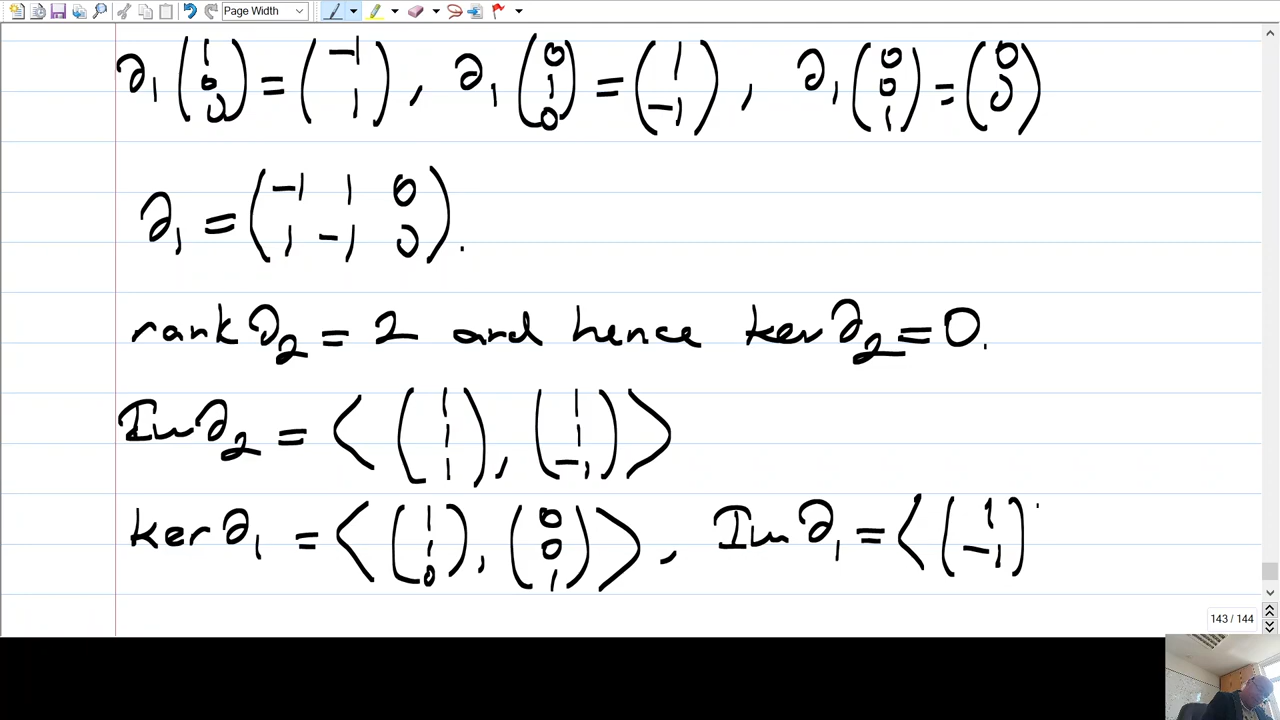 Page Width
∂₁(1 0 0) = (−1 1), ∂₁(0 1 0) = (1 −1), ∂₁(0 0 1) = (0 0)
∂₁ = (−1 1 0
1 −1 0).
rank ∂₂ = 2 and hence ker ∂₂ = 0.
Im ∂₂ = < (1 1 1), (1 1 −1) >
ker ∂₁ = < (1 1 0), (0 0 1) >, Im ∂₁ = < (1 −1)
143 / 144